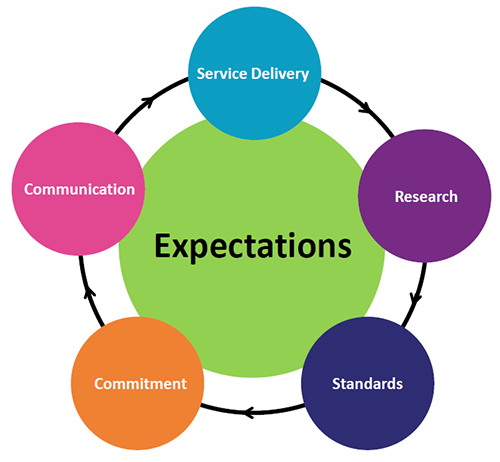 Service Delivery
Communication
Research
Expectations
Commitment
Standards